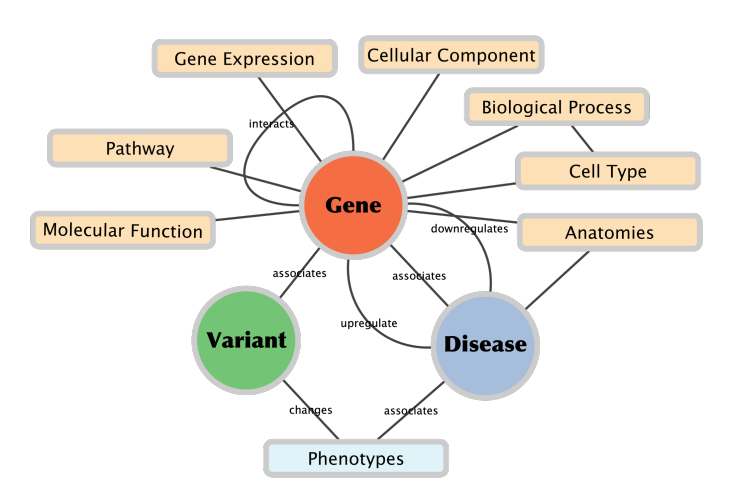 Gene Expression
Cellular Component
Biological Process
interacts
Pathway
Cell Type
Gene
Molecular Function
downregulates
Anatomies
associates
associates
upregulate
Variant
Disease
changes
associates
Phenotypes